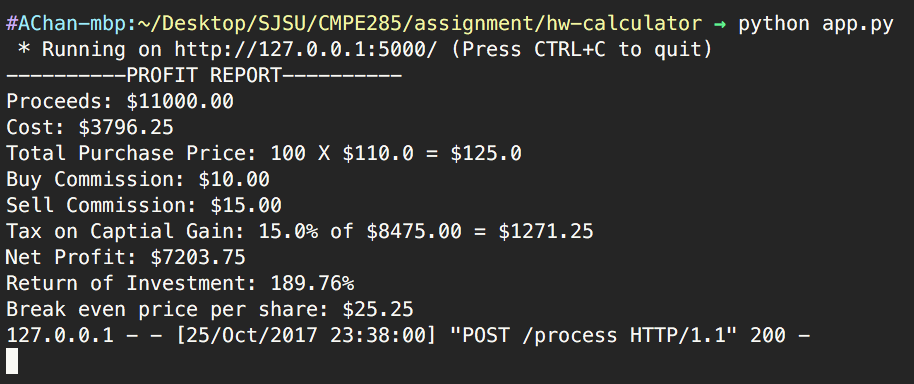 #AChan-mbp:~/Desktop/SJSU/CMPE285/assignment/hw-calculator → python app.py
 * Running on http://127.0.0.1:5000/ (Press CTRL+C to quit)
----------PROFIT REPORT----------
Proceeds: $11000.00
Cost: $3796.25
Total Purchase Price: 100 X $110.0 = $125.0
Buy Commission: $10.00
Sell Commission: $15.00
Tax on Captial Gain: 15.0% of $8475.00 = $1271.25
Net Profit: $7203.75
Return of Investment: 189.76%
Break even price per share: $25.25
127.0.0.1 - - [25/Oct/2017 23:38:00] "POST /process HTTP/1.1" 200 -